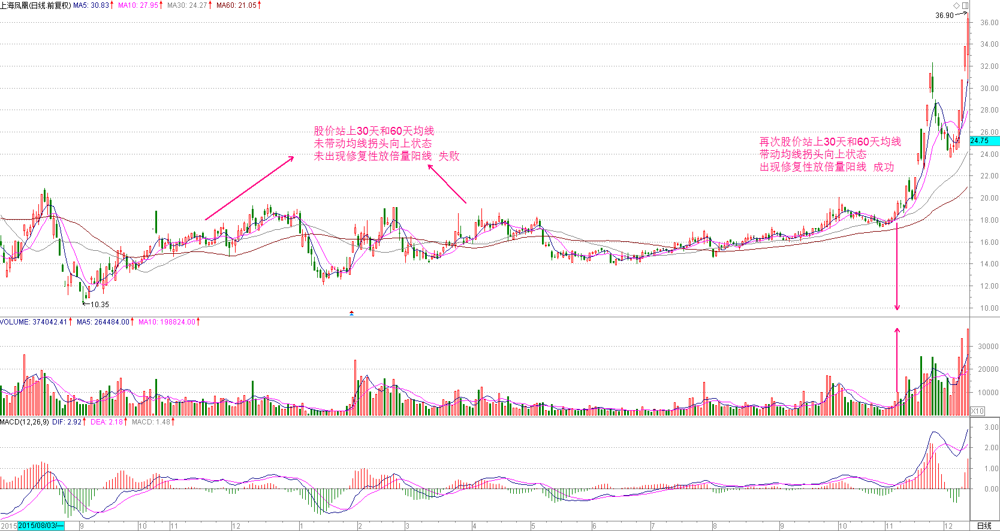 上海凤凰(日线.前复权) MA5: 30.83↑ MA10: 27.95↑ MA30: 24.27↑ MA60: 21.05↑
36.90
36.00
34.00
32.00
30.00
28.00
26.00
24.75
24.00
22.00
20.00
18.00
16.00
14.00
12.00
10.00
股价站上30天和60天均线
未带动均线拐头向上状态
未出现修复性放倍量阳线 失败
再次股价站上30天和60天均线
带动均线拐头向上状态
出现修复性放倍量阳线 成功
10.35
VOLUME: 374042.41↑ MA5: 264484.00↑ MA10: 198824.00↑
30000
20000
10000
X10
MACD(12,26,9) DIF: 2.92↑ DEA: 2.18↑ MACD: 1.48↑
3.00
2.00
1.00
0.00
2015 2015/08/03/一 9 10 11 12 1 2 3 4 5 6 7 8 9 10 11 12 日线